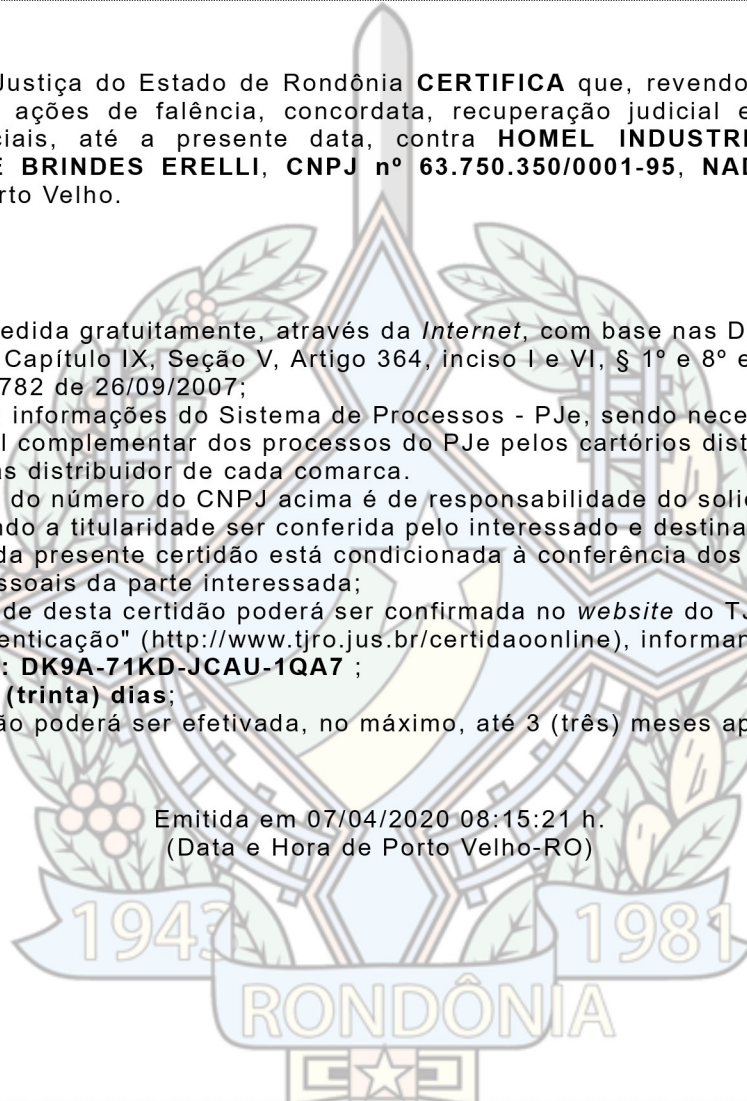 Justiça do Estado de Rondônia CERTIFICA que, revendo
ações de falência, concordata, recuperação judicial e
ciais, até a presente data, contra HOMEL INDUSTRI
E BRINDES ERELLI, CNPJ nº 63.750.350/0001-95, NAD
rto Velho.
edida gratuitamente, através da Internet, com base nas D
Capítulo IX, Seção V, Artigo 364, inciso I e VI, § 1º e 8º e
782 de 26/09/2007;
informações do Sistema de Processos - PJe, sendo nece
l complementar dos processos do PJe pelos cartórios dist
as distribuidor de cada comarca.
do número do CNPJ acima é de responsabilidade do solic
ndo a titularidade ser conferida pelo interessado e destina
da presente certidão está condicionada à conferência dos
ssoais da parte interessada;
de desta certidão poderá ser confirmada no website do TJ
enticação" (http://www.tjro.jus.br/certidaoonline), informan
: DK9A-71KD-JCAU-1QA7 ;
(trinta) dias;
ão poderá ser efetivada, no máximo, até 3 (três) meses ap
Emitida em 07/04/2020 08:15:21 h.
(Data e Hora de Porto Velho-RO)
1943 1981
RONDÔNIA